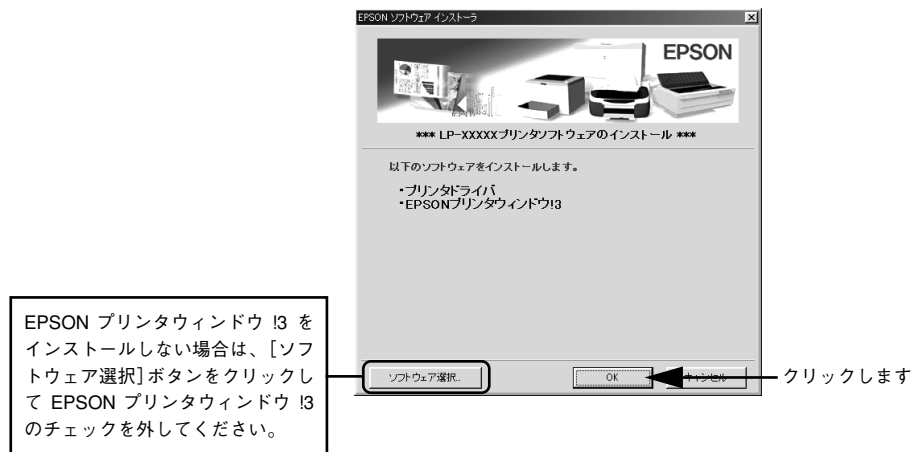 EPSON ソフトウェア インストーラ
EPSON
*** LP-XXXXXプリンタソフトウェアのインストール ***
以下のソフトウェアをインストールします。
・プリンタドライバ
・EPSONプリンタウィンドウ!3
EPSON プリンタウィンドウ !3 を
インストールしない場合は、[ソフ
トウェア選択]ボタンをクリックし
て EPSON プリンタウィンドウ !3
のチェックを外してください。
ソフトウェア選択...
OK
クリックします